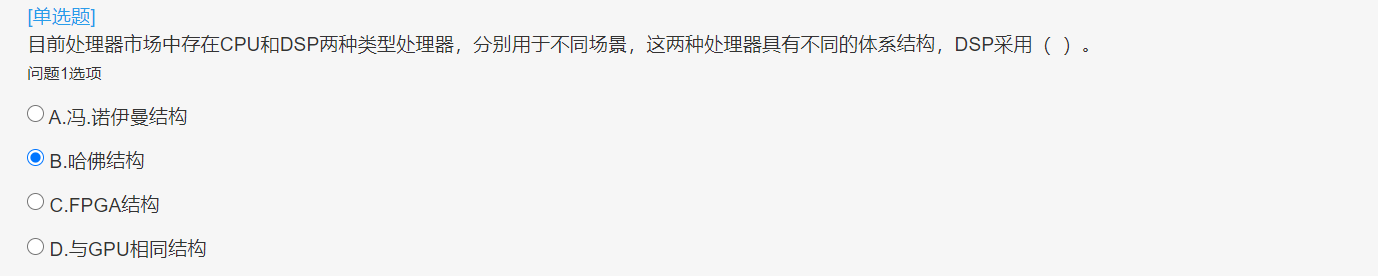 [单选题]
目前处理器市场中存在CPU和DSP两种类型处理器，分别用于不同场景，这两种处理器具有不同的体系结构，DSP采用（ ）。
问题1选项
A.冯.诺伊曼结构
B.哈佛结构
C.FPGA结构
D.与GPU相同结构